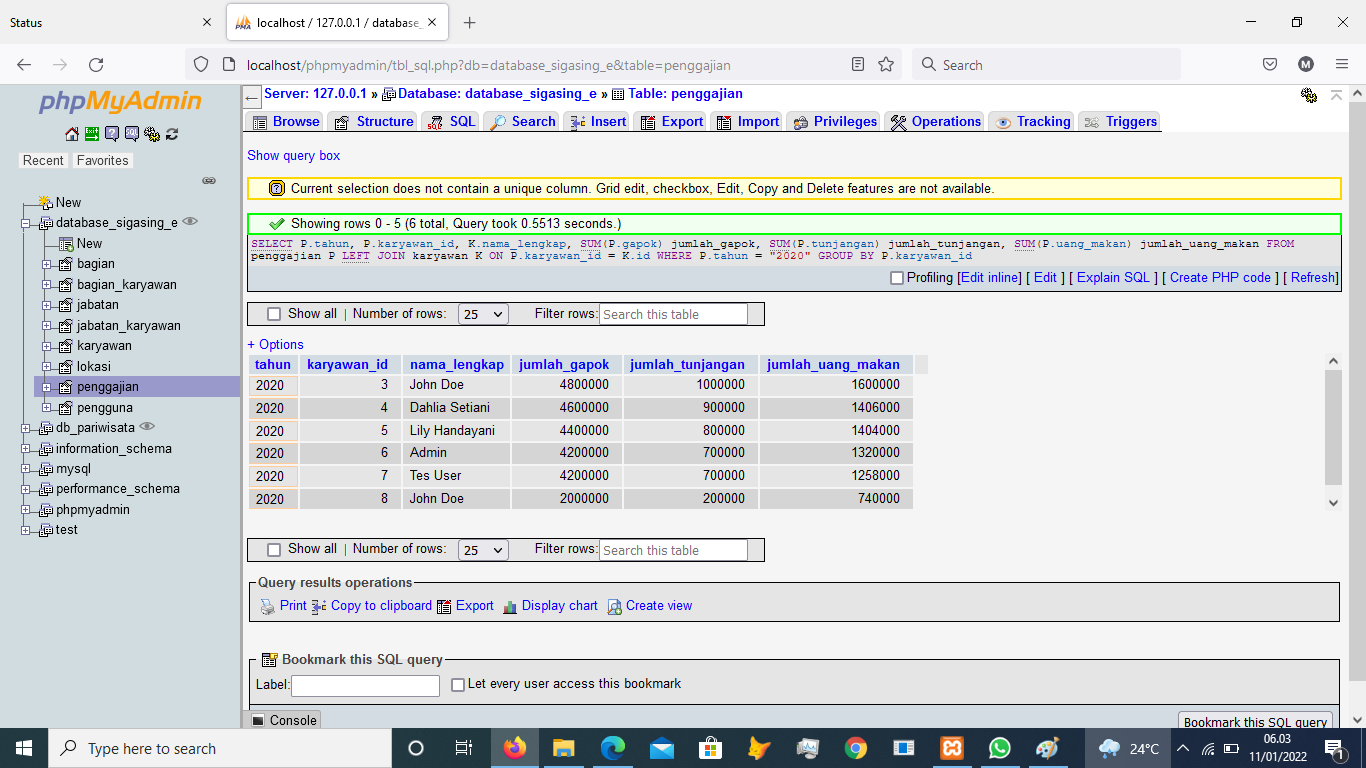 Status
localhost / 127.0.0.1 / database_
localhost/phpmyadmin/tbl_sql.php?db=database_sigasing_e&table=penggajian
Search
M
phpMyAdmin
Recent Favorites
New
database_sigasing_e
New
bagian
bagian_karyawan
jabatan
jabatan_karyawan
karyawan
lokasi
penggajian
pengguna
db_pariwisata
information_schema
mysql
performance_schema
phpmyadmin
test
Server: 127.0.0.1 » Database: database_sigasing_e » Table: penggajian
Browse Structure SQL Search Insert Export Import Privileges Operations Tracking Triggers
Show query box
Current selection does not contain a unique column. Grid edit, checkbox, Edit, Copy and Delete features are not available.
Showing rows 0 - 5 (6 total, Query took 0.5513 seconds.)
SELECT P.tahun, P.karyawan_id, K.nama_lengkap, SUM(P.gapok) jumlah_gapok, SUM(P.tunjangan) jumlah_tunjangan, SUM(P.uang_makan) jumlah_uang_makan FROM
penggajian P LEFT JOIN karyawan K ON P.karyawan_id = K.id WHERE P.tahun = "2020" GROUP BY P.karyawan_id
Profiling [Edit inline] [ Edit ] [ Explain SQL ] [ Create PHP code ] [ Refresh]
Show all | Number of rows: 25 Filter rows: Search this table
+ Options
tahun karyawan_id nama_lengkap jumlah_gapok jumlah_tunjangan jumlah_uang_makan
2020 3 John Doe 4800000 1000000 1600000
2020 4 Dahlia Setiani 4600000 900000 1406000
2020 5 Lily Handayani 4400000 800000 1404000
2020 6 Admin 4200000 700000 1320000
2020 7 Tes User 4200000 700000 1258000
2020 8 John Doe 2000000 200000 740000
Show all | Number of rows: 25 Filter rows: Search this table
Query results operations
Print Copy to clipboard Export Display chart Create view
Bookmark this SQL query
Label: Let every user access this bookmark
Console
Bookmark this SQL query
Type here to search
24°C
06.03
11/01/2022
1